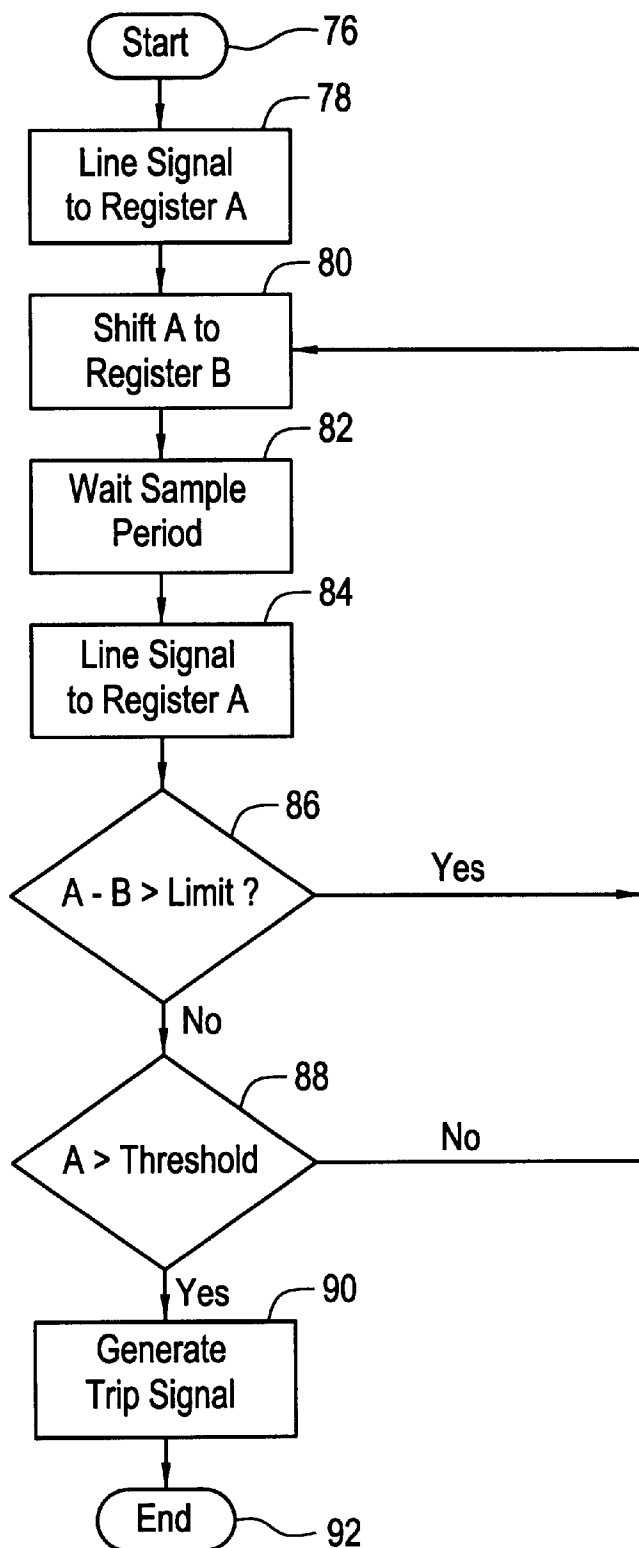 Start
76
78
Line Signal
to Register A
80
Shift A to
Register B
82
Wait Sample
Period
84
Line Signal
to Register A
86
A - B > Limit ?
Yes
No
88
A > Threshold
No
Yes
90
Generate
Trip Signal
End
92